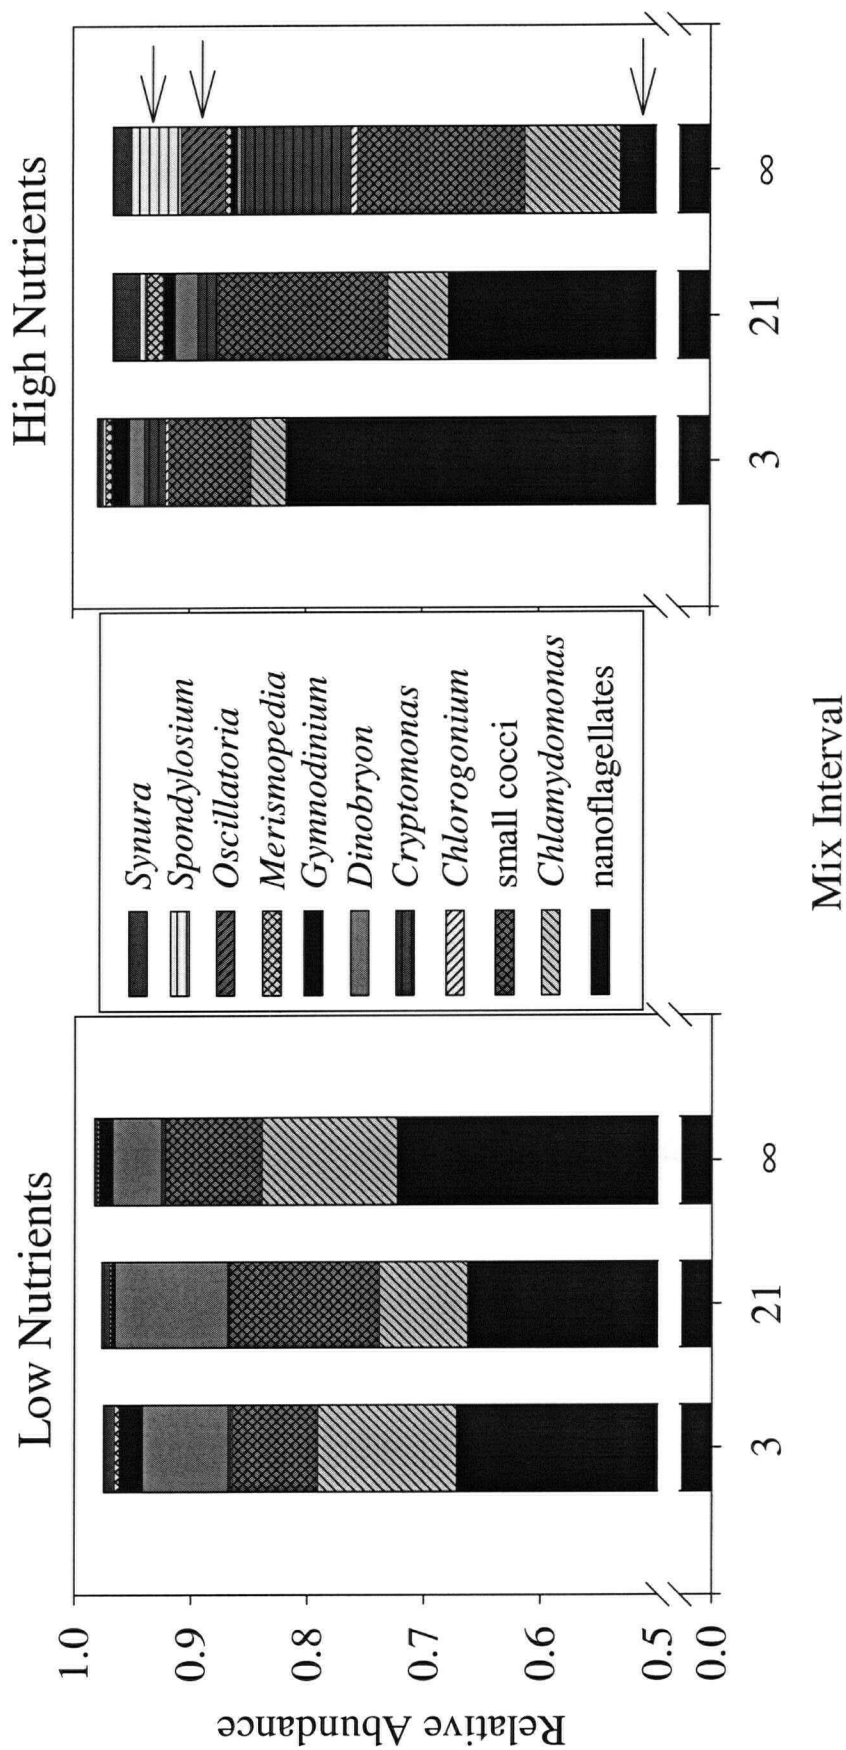 Low Nutrients
High Nutrients
Relative Abundance
1.0
0.9
0.8
0.7
0.6
0.5
0.0
3
21
∞
Synura
Spondylosium
Oscillatoria
Merismopedia
Gymnodinium
Dinobryon
Cryptomonas
Chlorogonium
small cocci
Chlamydomonas
nanoflagellates
3
21
∞
Mix Interval